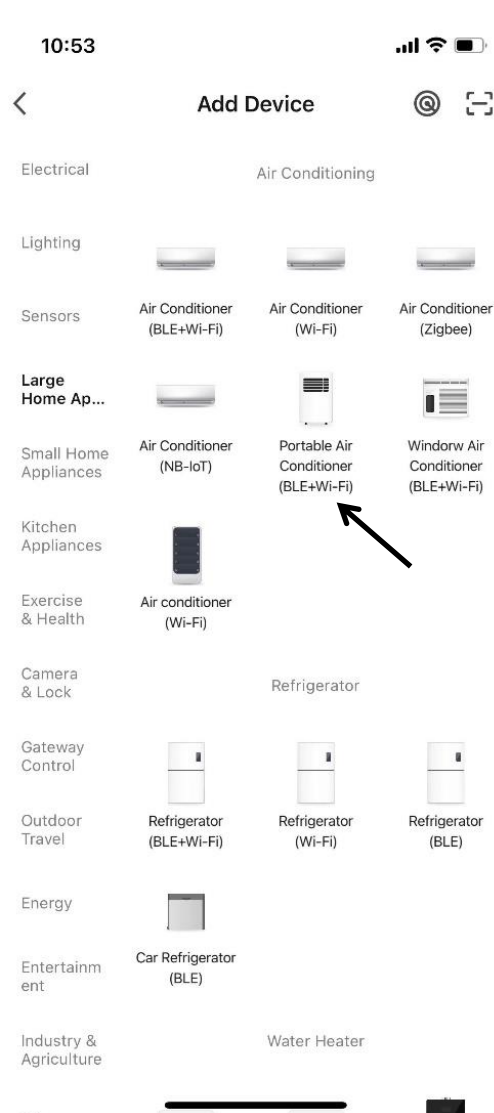 10:53
Add Device
Electrical
Lighting
Sensors
Large
Home Ap...
Small Home
Appliances
Kitchen
Appliances
Exercise
& Health
Camera
& Lock
Gateway
Control
Outdoor
Travel
Energy
Entertainm
ent
Industry &
Agriculture
Air Conditioning
Air Conditioner
(BLE+Wi-Fi)
Air Conditioner
(Wi-Fi)
Air Conditioner
(Zigbee)
Air Conditioner
(NB-IoT)
Portable Air
Conditioner
(BLE+Wi-Fi)
Windorw Air
Conditioner
(BLE+Wi-Fi)
Air conditioner
(Wi-Fi)
Refrigerator
Refrigerator
(BLE+Wi-Fi)
Refrigerator
(Wi-Fi)
Refrigerator
(BLE)
Car Refrigerator
(BLE)
Water Heater